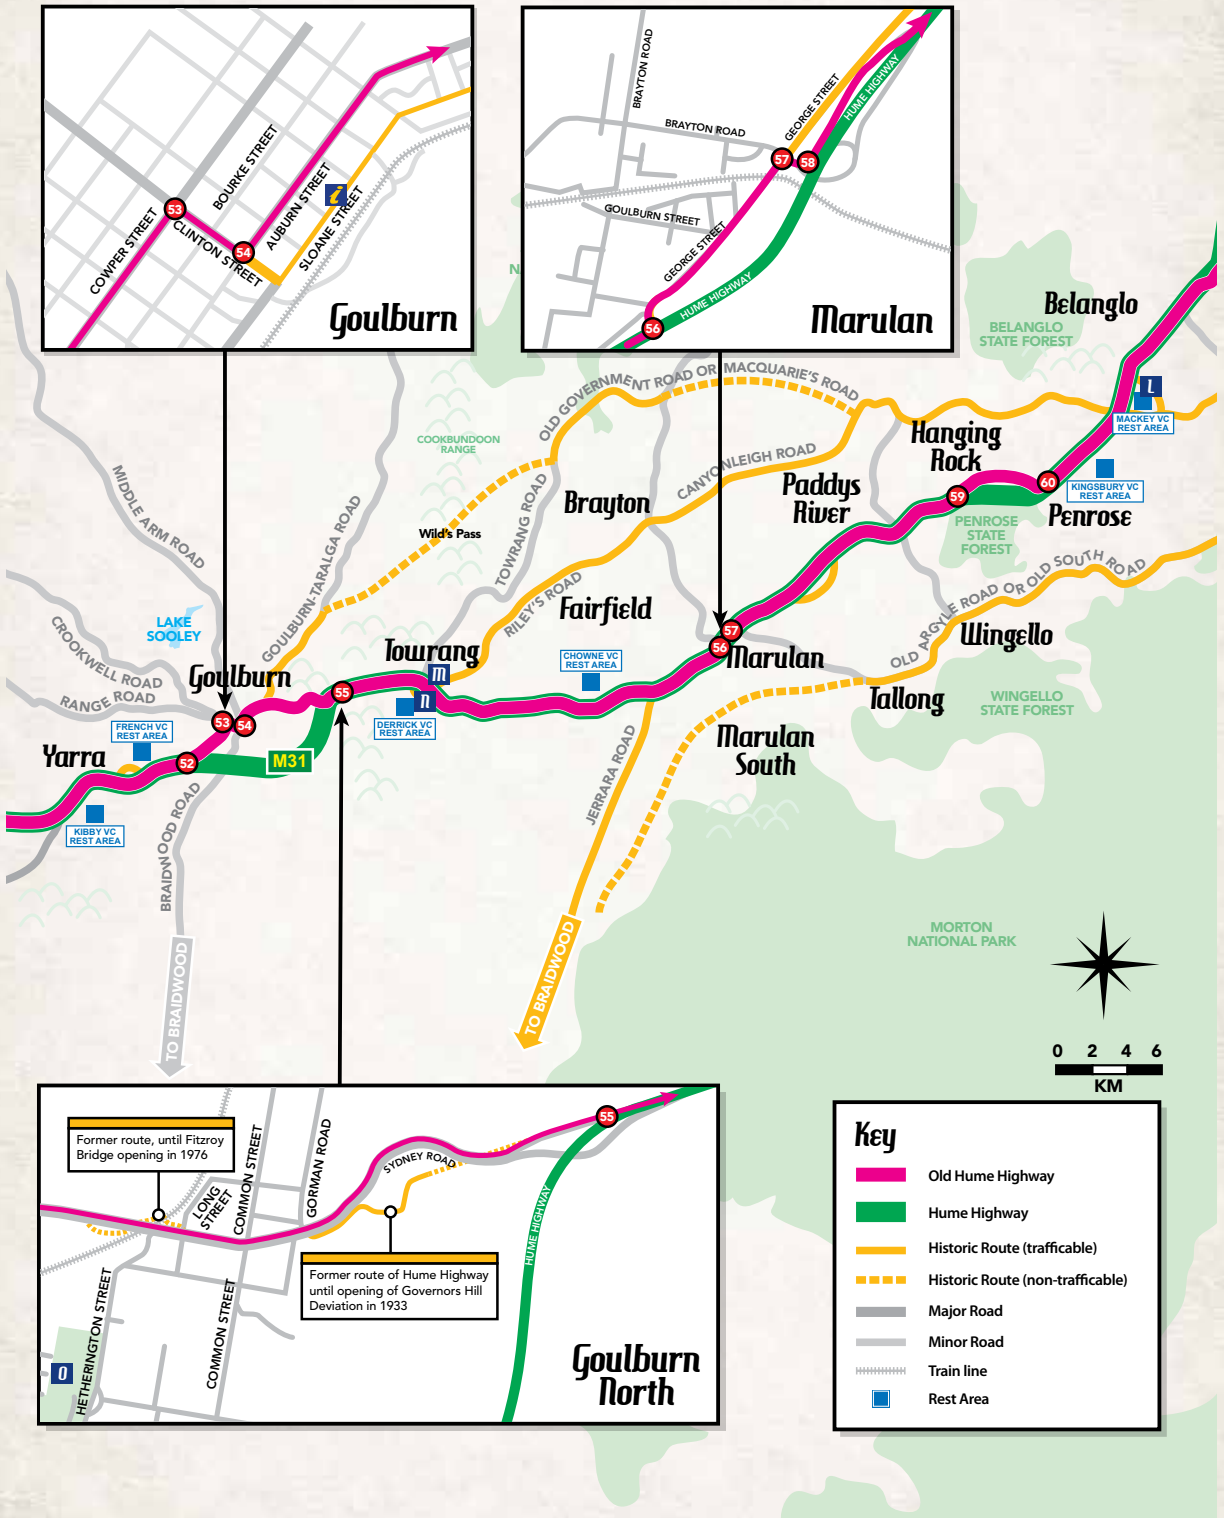 BOURKE STREET
COWPER STREET
CLINTON STREET
AUBURN STREET
SLOANE STREET
53
54
i
Goulburn
BRAYTON ROAD
BRAYTON ROAD
GEORGE STREET
HUME HIGHWAY
57
58
GOULBURN STREET
GEORGE STREET
HUME HIGHWAY
56
Marulan
N
Belanglo
BELANGLO
STATE FOREST
L
MACKEY VC
REST AREA
OLD GOVERNMENT ROAD OR MACQUARIE'S ROAD
COOKBUNDOON
RANGE
Hanging
Rock
CANYONLEIGH ROAD
KINGSBURY VC
REST AREA
59
60
Penrose
PENROSE
STATE
FOREST
Paddys
River
Brayton
MIDDLE ARM ROAD
GOULBURN-TARALGA ROAD
Wild's Pass
TOWRANG ROAD
RILEY'S ROAD
Fairfield
OLD ARGYLE ROAD OR OLD SOUTH ROAD
Wingello
LAKE
SOOLEY
CROOKWELL ROAD
RANGE ROAD
Goulburn
Towrang
M
n
CHOWNE VC
REST AREA
57
56
Marulan
Tallong
WINGELLO
STATE FOREST
55
53
54
DERRICK VC
REST AREA
FRENCH VC
REST AREA
Yarra
52
M31
Marulan
South
JERRARA ROAD
KIBBY VC
REST AREA
BRAIDWOOD ROAD
TO BRAIDWOOD
TO BRAIDWOOD
MORTON
NATIONAL PARK
0 2 4 6
KM
Former route, until Fitzroy
Bridge opening in 1976
LONG
STREET
COMMON STREET
GORMAN ROAD
SYDNEY ROAD
55
HUME HIGHWAY
Former route of Hume Highway
until opening of Governors Hill
Deviation in 1933
HETHERINGTON STREET
COMMON STREET
O
Goulburn
North
Key
Old Hume Highway
Hume Highway
Historic Route (trafficable)
Historic Route (non-trafficable)
Major Road
Minor Road
Train line
Rest Area